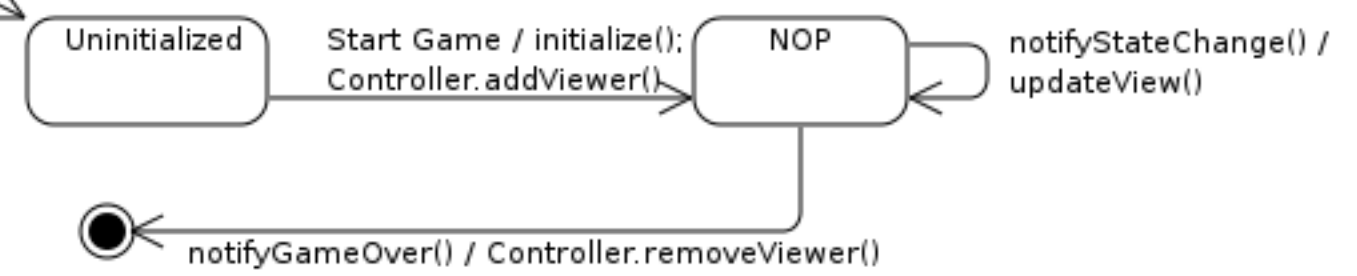 Uninitialized
Start Game / initialize();
Controller.addViewer()
NOP
notifyStateChange() /
updateView()
notifyGameOver() / Controller.removeViewer()